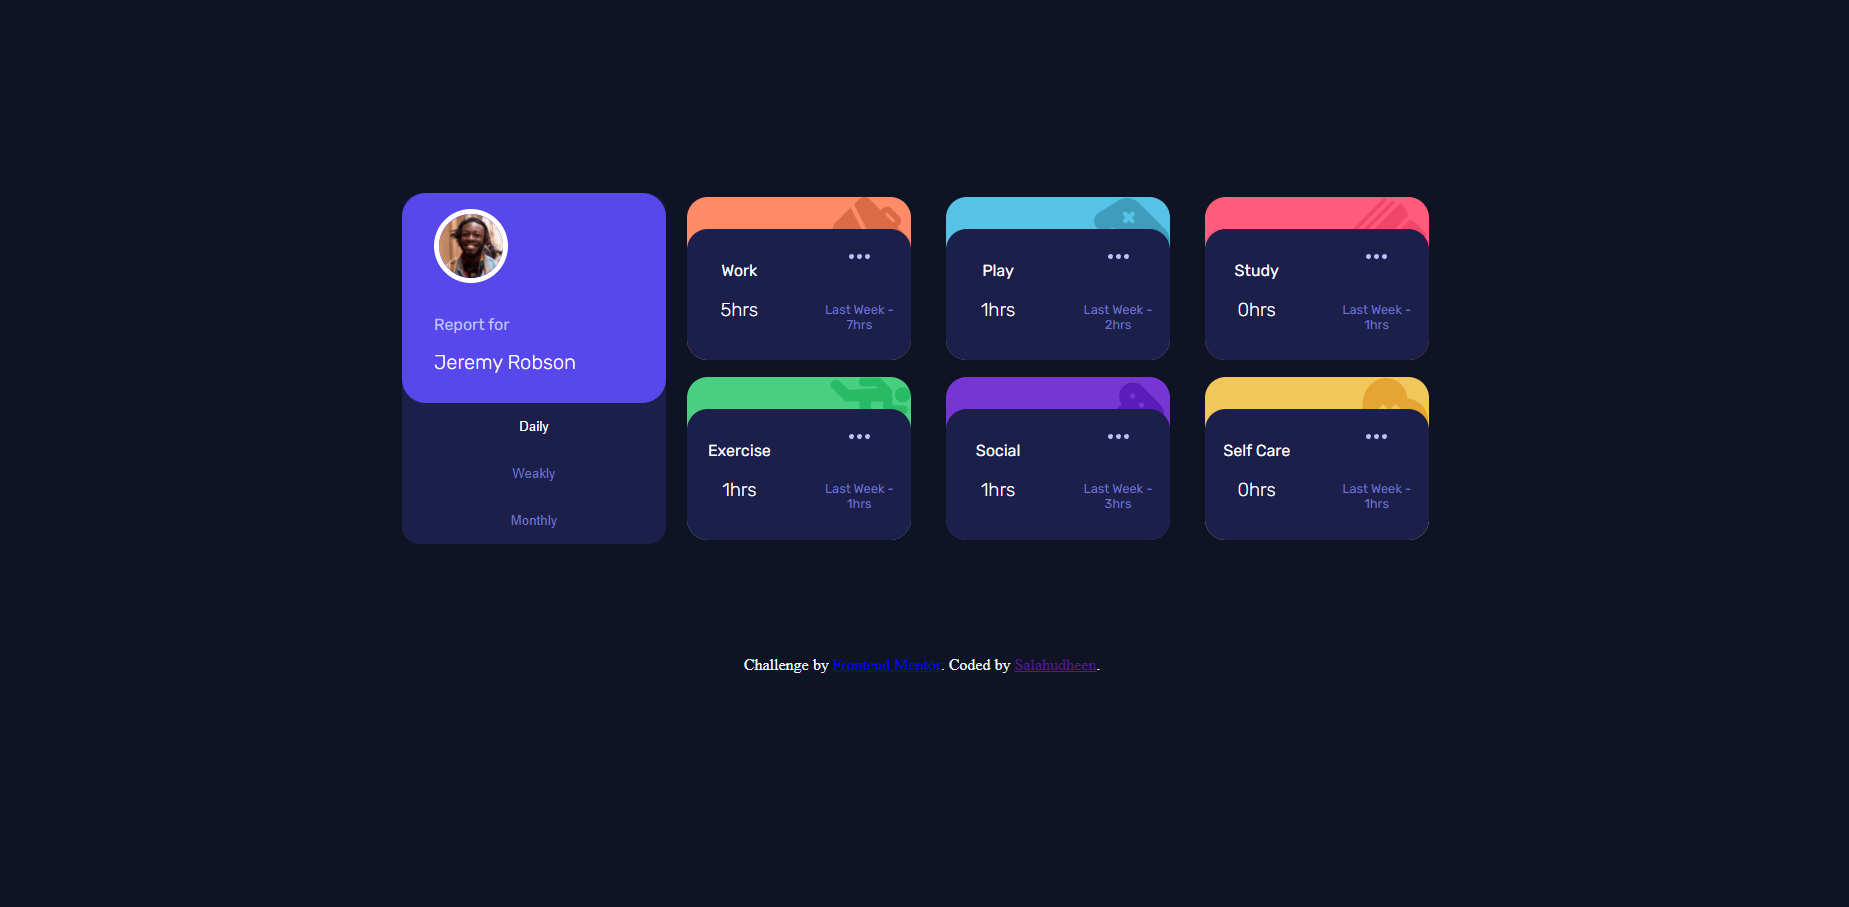 Report for
Jeremy Robson
Daily
Weakly
Monthly
Work
5hrs
Last Week -
7hrs
Play
1hrs
Last Week -
2hrs
Study
0hrs
Last Week -
1hrs
Exercise
1hrs
Last Week -
1hrs
Social
1hrs
Last Week -
3hrs
Self Care
0hrs
Last Week -
1hrs
Challenge by Frontend Mentor. Coded by Salahudheen.